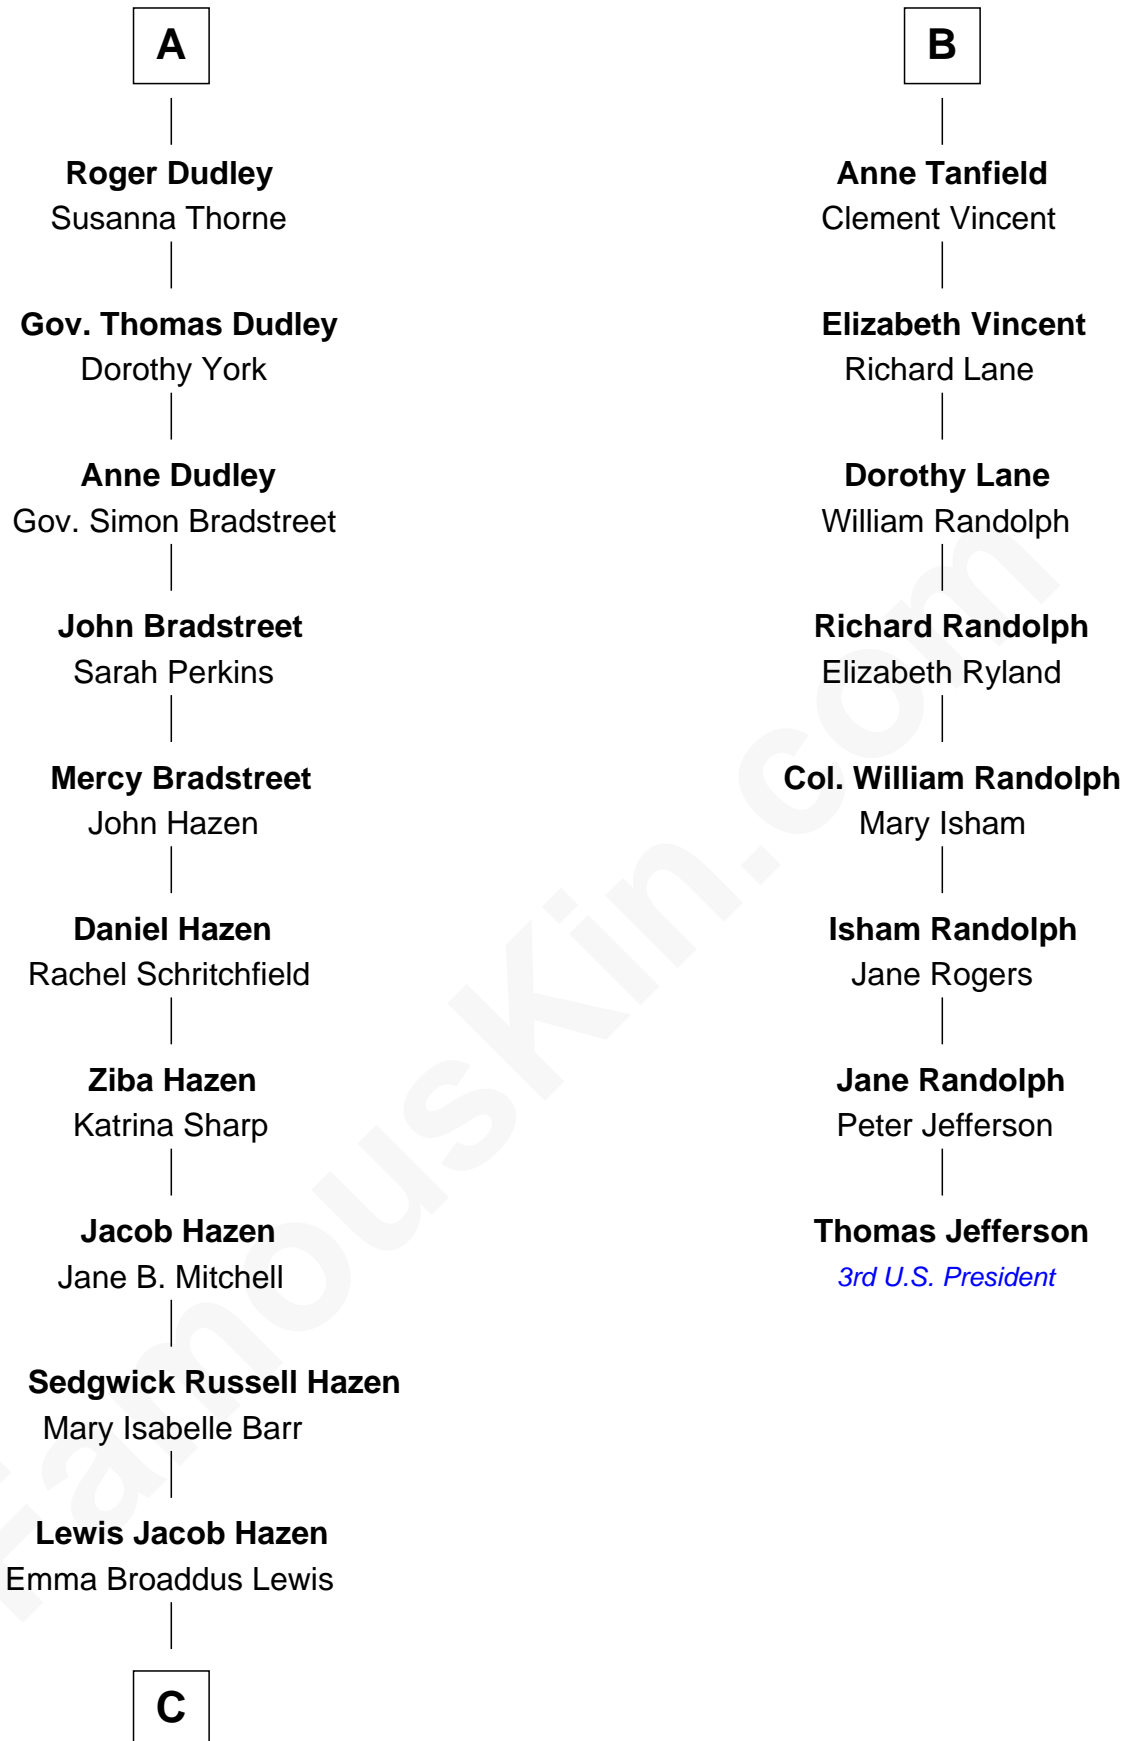 A
Roger Dudley
Susanna Thorne
Gov. Thomas Dudley
Dorothy York
Anne Dudley
Gov. Simon Bradstreet
John Bradstreet
Sarah Perkins
Mercy Bradstreet
John Hazen
Daniel Hazen
Rachel Schritchfield
Ziba Hazen
Katrina Sharp
Jacob Hazen
Jane B. Mitchell
Sedgwick Russell Hazen
Mary Isabelle Barr
Lewis Jacob Hazen
Emma Broaddus Lewis
C
B
Anne Tanfield
Clement Vincent
Elizabeth Vincent
Richard Lane
Dorothy Lane
William Randolph
Richard Randolph
Elizabeth Ryland
Col. William Randolph
Mary Isham
Isham Randolph
Jane Rogers
Jane Randolph
Peter Jefferson
Thomas Jefferson
3rd U.S. President
FamousKin.com